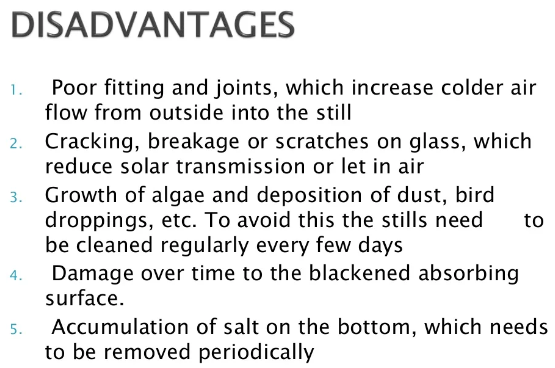 DISADVANTAGES
1. Poor fitting and joints, which increase colder air
flow from outside into the still
2. Cracking, breakage or scratches on glass, which
reduce solar transmission or let in air
3. Growth of algae and deposition of dust, bird
droppings, etc. To avoid this the stills need to
be cleaned regularly every few days
4. Damage over time to the blackened absorbing
surface.
5. Accumulation of salt on the bottom, which needs
to be removed periodically